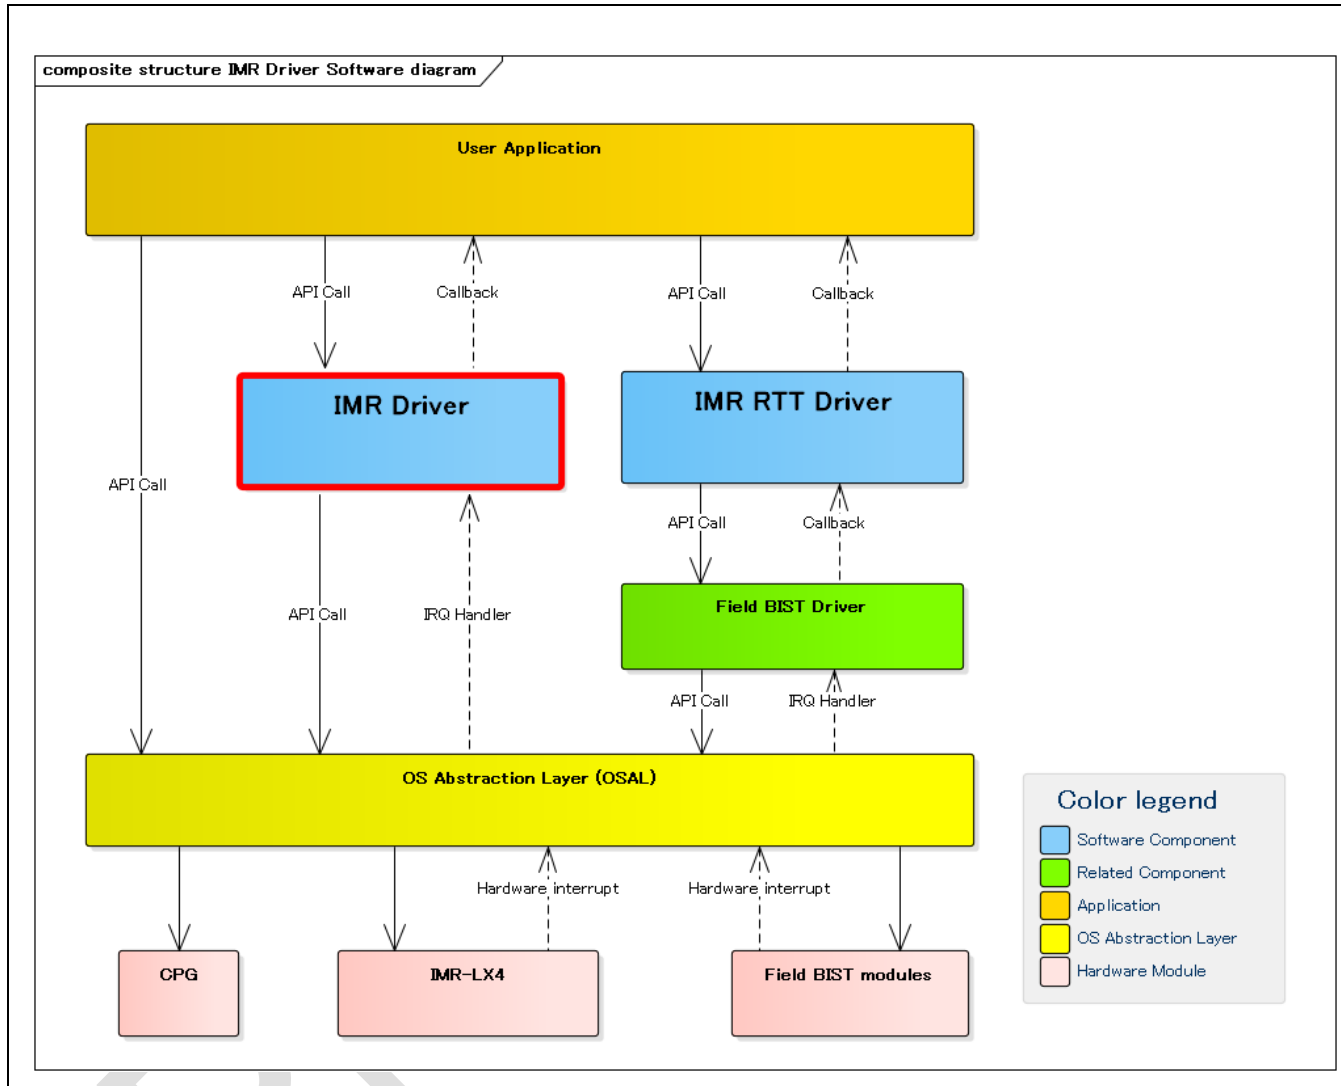 composite structure IMR Driver Software diagram
User Application
API Call
Callback
API Call
Callback
IMR Driver
IMR RTT Driver
API Call
API Call
Callback
Field BIST Driver
API Call
IRQ Handler
API Call
IRQ Handler
OS Abstraction Layer (OSAL)
Hardware interrupt
Hardware interrupt
CPG
IMR-LX4
Field BIST modules
Color legend
Software Component
Related Component
Application
OS Abstraction Layer
Hardware Module